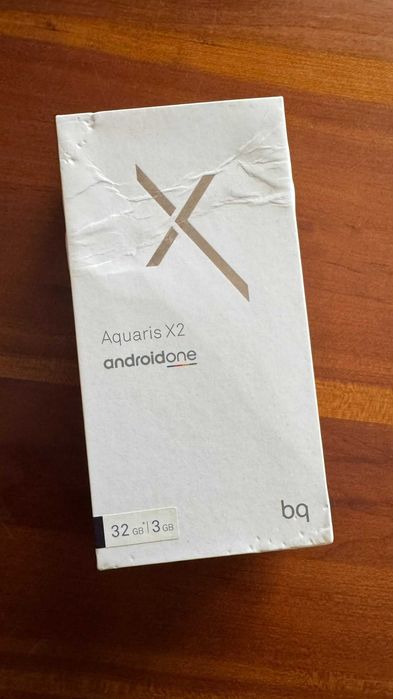 Aquaris X2
androidone
32 GB* | 3 GB
bq